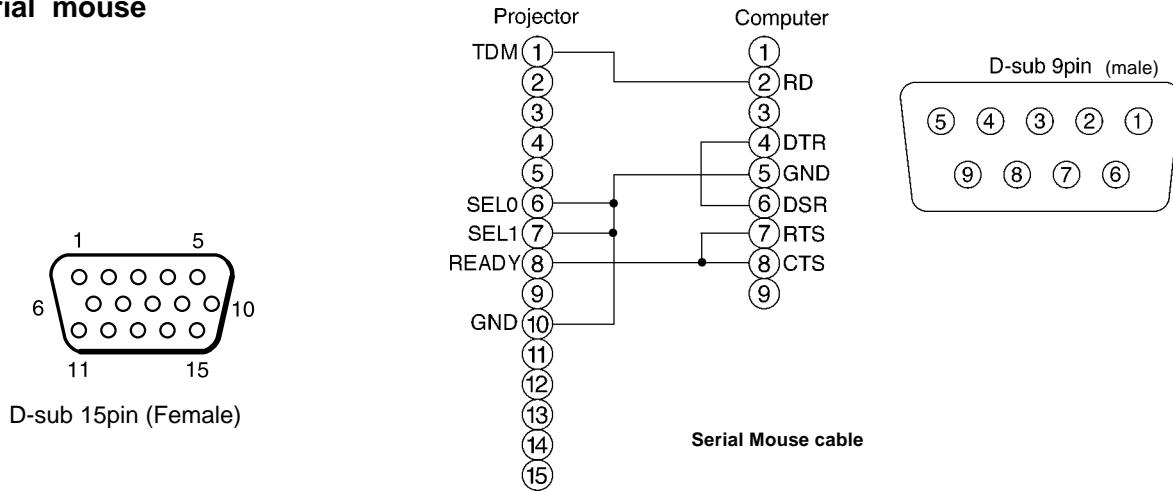 rial mouse
Projector
Computer
TDM 1
2
3
4
5
SEL0 6
SEL1 7
READY 8
9
GND 10
11
12
13
14
15
1
2 RD
3
4 DTR
5 GND
6 DSR
7 RTS
8 CTS
9
D-sub 9pin (male)
5 4 3 2 1
9 8 7 6
1 5
6 10
11 15
D-sub 15pin (Female)
Serial Mouse cable